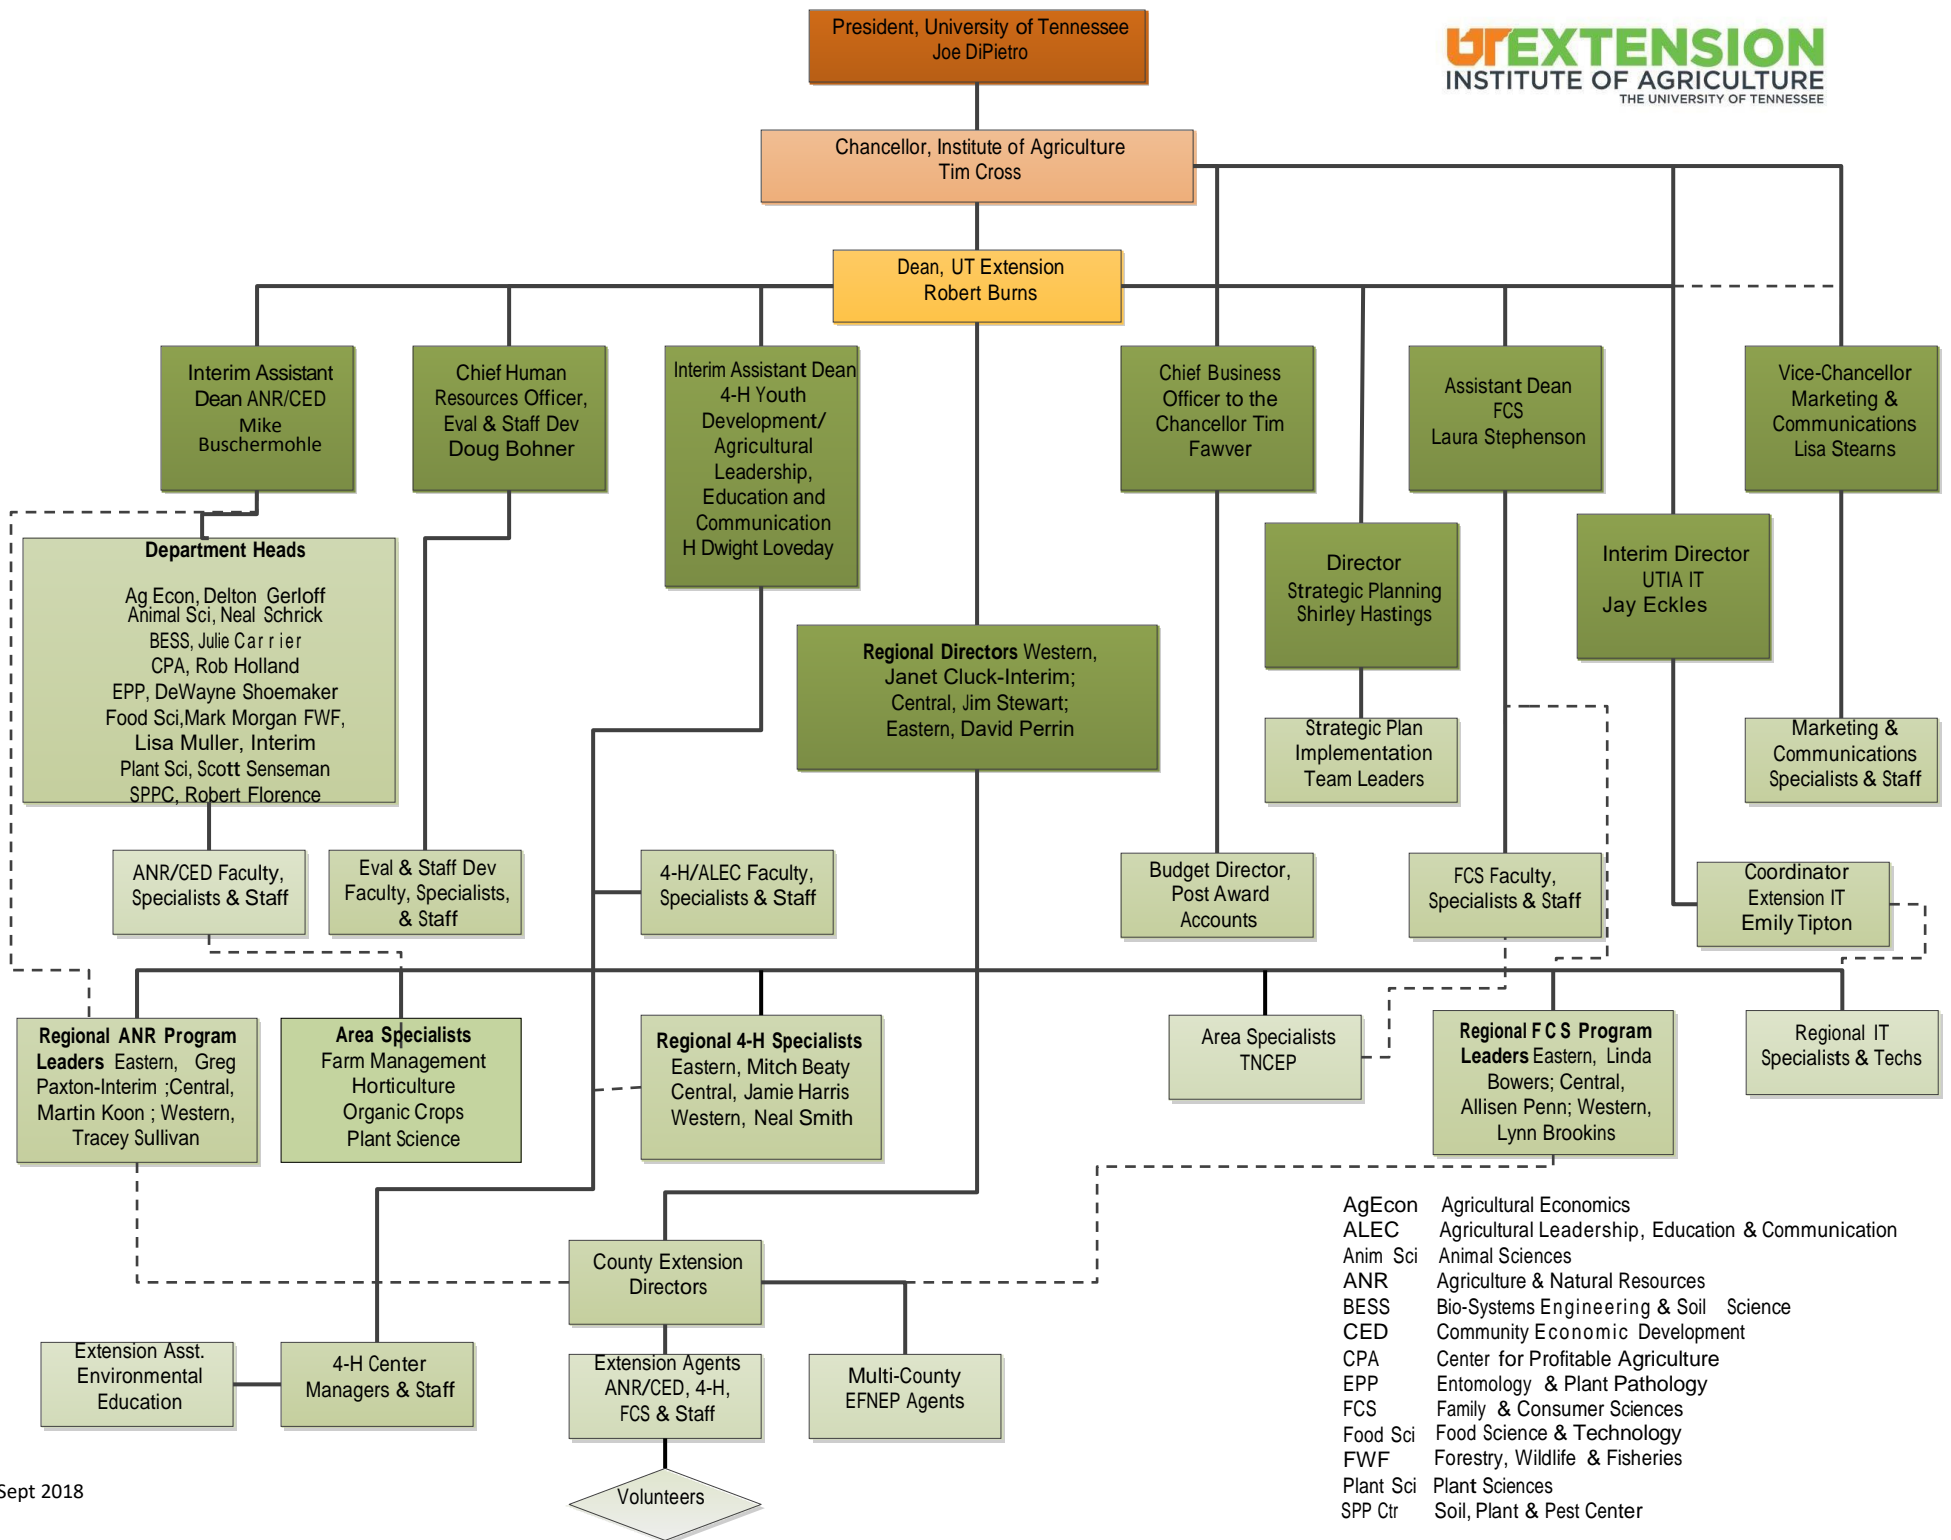 President, University of Tennessee
Joe DiPietro
UTEXTENSION
INSTITUTE OF AGRICULTURE
THE UNIVERSITY OF TENNESSEE
Chancellor, Institute of Agriculture
Tim Cross
Dean, UT Extension
Robert Burns
Interim Assistant
Dean ANR/CED
Mike
Buschermohle
Chief Human
Resources Officer,
Eval & Staff Dev
Doug Bohner
Interim Assistant Dean
4-H Youth
Development/
Agricultural
Leadership,
Education and
Communication
H Dwight Loveday
Chief Business
Officer to the
Chancellor Tim
Fawver
Assistant Dean
FCS
Laura Stephenson
Vice-Chancellor
Marketing &
Communications
Lisa Stearns
Director
Strategic Planning
Shirley Hastings
Interim Director
UTIA IT
Jay Eckles
Department Heads
Ag Econ, Delton Gerloff
Animal Sci, Neal Schrick
BESS, Julie Carrier
CPA, Rob Holland
EPP, DeWayne Shoemaker
Food Sci,Mark Morgan FWF,
Lisa Muller, Interim
Plant Sci, Scott Senseman
SPPC, Robert Florence
Regional Directors Western,
Janet Cluck-Interim;
Central, Jim Stewart;
Eastern, David Perrin
Strategic Plan
Implementation
Team Leaders
Marketing &
Communications
Specialists & Staff
ANR/CED Faculty,
Specialists & Staff
Eval & Staff Dev
Faculty, Specialists,
& Staff
4-H/ALEC Faculty,
Specialists & Staff
Budget Director,
Post Award
Accounts
FCS Faculty,
Specialists & Staff
Coordinator
Extension IT
Emily Tipton
Regional ANR Program
Leaders Eastern, Greg
Paxton-Interim ;Central,
Martin Koon ; Western,
Tracey Sullivan
Area Specialists
Farm Management
Horticulture
Organic Crops
Plant Science
Regional 4-H Specialists
Eastern, Mitch Beaty
Central, Jamie Harris
Western, Neal Smith
Area Specialists
TNCEP
Regional FCS Program
Leaders Eastern, Linda
Bowers; Central,
Allisen Penn; Western,
Lynn Brookins
Regional IT
Specialists & Techs
County Extension
Directors
Extension Asst.
Environmental
Education
4-H Center
Managers & Staff
Extension Agents
ANR/CED, 4-H,
FCS & Staff
Multi-County
EFNEP Agents
Volunteers
AgEcon Agricultural Economics
ALEC Agricultural Leadership, Education & Communication
Anim Sci Animal Sciences
ANR Agriculture & Natural Resources
BESS Bio-Systems Engineering & Soil Science
CED Community Economic Development
CPA Center for Profitable Agriculture
EPP Entomology & Plant Pathology
FCS Family & Consumer Sciences
Food Sci Food Science & Technology
FWF Forestry, Wildlife & Fisheries
Plant Sci Plant Sciences
SPP Ctr Soil, Plant & Pest Center
Sept 2018